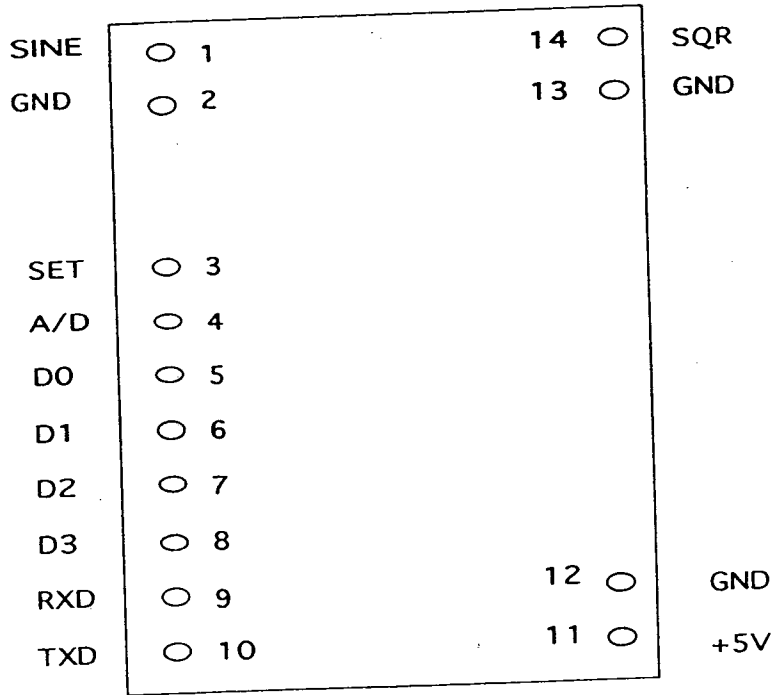 SINE 1 14 SQR
GND 2 13 GND
SET 3
A/D 4
D0 5
D1 6
D2 7
D3 8
RXD 9 12 GND
TXD 10 11 +5V